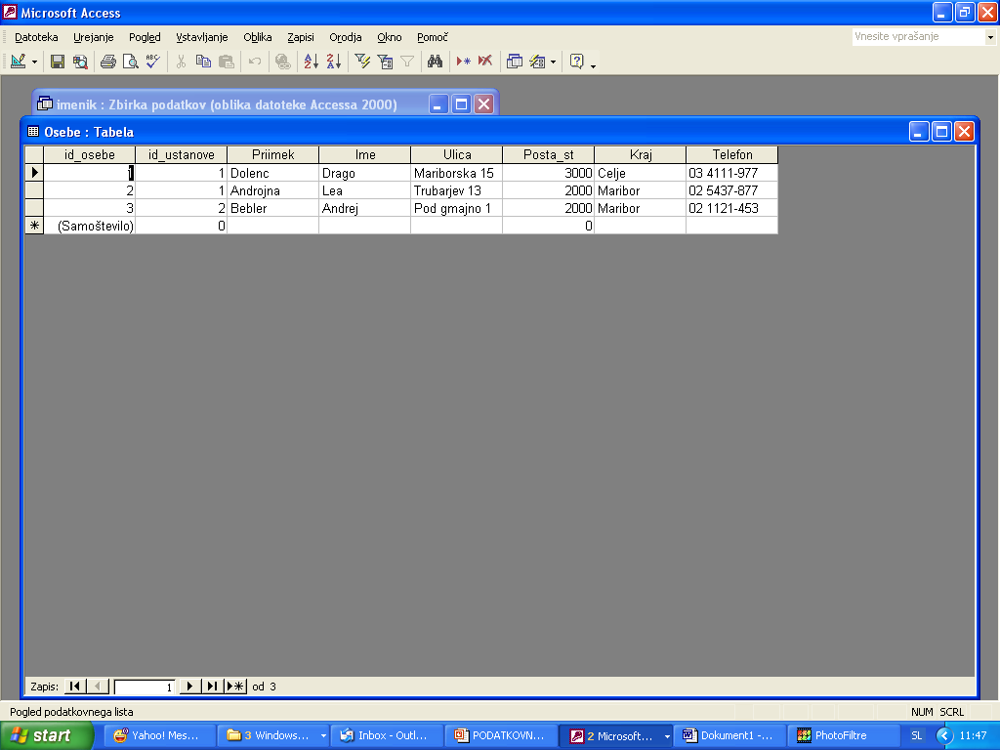 Microsoft Access
Datoteka Urejanje Pogled Vstavljanje Oblika Zapisi Orodja Okno Pomoč Vnesite vprašanje
imenik : Zbirka podatkov (oblika datoteke Accessa 2000)
Osebe : Tabela
id_osebe id_ustanove Priimek Ime Ulica Posta_st Kraj Telefon
1 1 Dolenc Drago Mariborska 15 3000 Celje 03 4111-977
2 1 Androjna Lea Trubarjev 13 2000 Maribor 02 5437-877
3 2 Bebler Andrej Pod gmajno 1 2000 Maribor 02 1121-453
(Samoštevilo) 0 0
Zapis: 1 od 3
Pogled podatkovnega lista NUM SCRL
start Yahoo! Mes... 3 Windows... Inbox - Outl... PODATKOVN... 2 Microsoft... Dokument1 -... PhotoFiltre SL 11:47